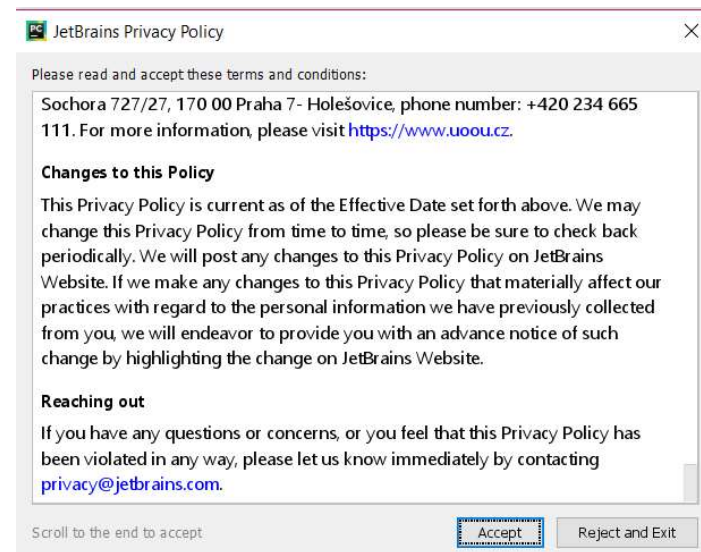 PC JetBrains Privacy Policy
Please read and accept these terms and conditions:
Sochora 727/27, 170 00 Praha 7- Holešovice, phone number: +420 234 665
111. For more information, please visit https://www.uoou.cz.
Changes to this Policy
This Privacy Policy is current as of the Effective Date set forth above. We may
change this Privacy Policy from time to time, so please be sure to check back
periodically. We will post any changes to this Privacy Policy on JetBrains
Website. If we make any changes to this Privacy Policy that materially affect our
practices with regard to the personal information we have previously collected
from you, we will endeavor to provide you with an advance notice of such
change by highlighting the change on JetBrains Website.
Reaching out
If you have any questions or concerns, or you feel that this Privacy Policy has
been violated in any way, please let us know immediately by contacting
privacy@jetbrains.com.
Scroll to the end to accept Accept Reject and Exit